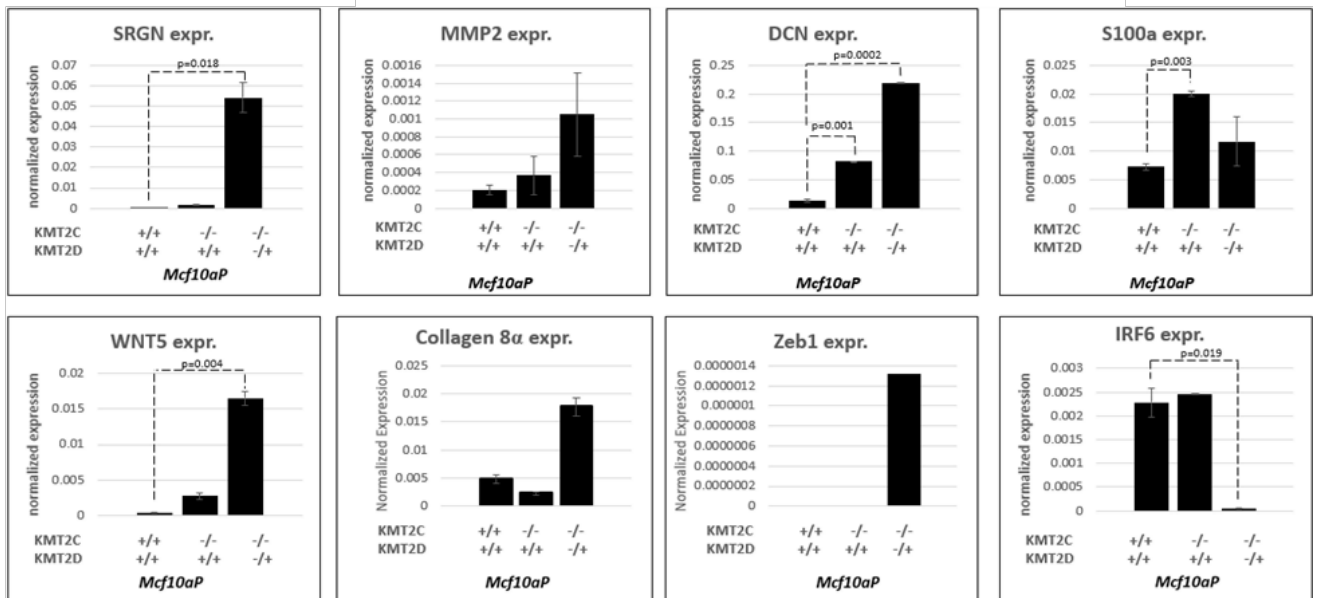 SRGN expr.
p=0.018
normalized expression
0.07
0.06
0.05
0.04
0.03
0.02
0.01
0
KMT2C +/+ -/- -/-
KMT2D +/+ +/+ -/+
Mcf10aP
MMP2 expr.
normalized expression
0.0016
0.0014
0.0012
0.001
0.0008
0.0006
0.0004
0.0002
0
KMT2C +/+ -/- -/-
KMT2D +/+ +/+ -/+
Mcf10aP
DCN expr.
p=0.0002
p=0.001
normalized expression
0.25
0.2
0.15
0.1
0.05
0
KMT2C +/+ -/- -/-
KMT2D +/+ +/+ -/+
Mcf10aP
S100a expr.
p=0.003
normalized expression
0.025
0.02
0.015
0.01
0.005
0
KMT2C +/+ -/- -/-
KMT2D +/+ +/+ -/+
Mcf10aP
WNT5 expr.
p=0.004
normalized expression
0.02
0.015
0.01
0.005
0
KMT2C +/+ -/- -/-
KMT2D +/+ +/+ -/+
Mcf10aP
Collagen 8α expr.
Normalized Expression
0.025
0.02
0.015
0.01
0.005
0
KMT2C +/+ -/- -/-
KMT2D +/+ +/+ -/+
Mcf10aP
Zeb1 expr.
Normalized Expression
0.0000014
0.0000012
0.000001
0.0000008
0.0000006
0.0000004
0.0000002
0
KMT2C +/+ -/- -/-
KMT2D +/+ +/+ -/+
Mcf10aP
IRF6 expr.
p=0.019
normalized expression
0.003
0.0025
0.002
0.0015
0.001
0.0005
0
KMT2C +/+ -/- -/-
KMT2D +/+ +/+ -/+
Mcf10aP